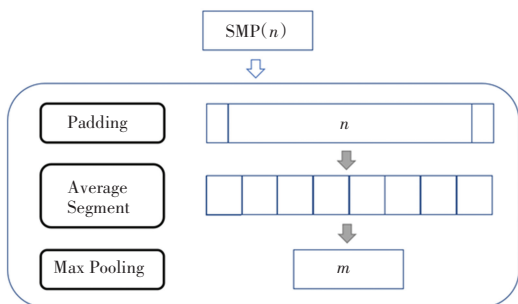 SMP(n)
Padding
n
Average
Segment
Max Pooling
m